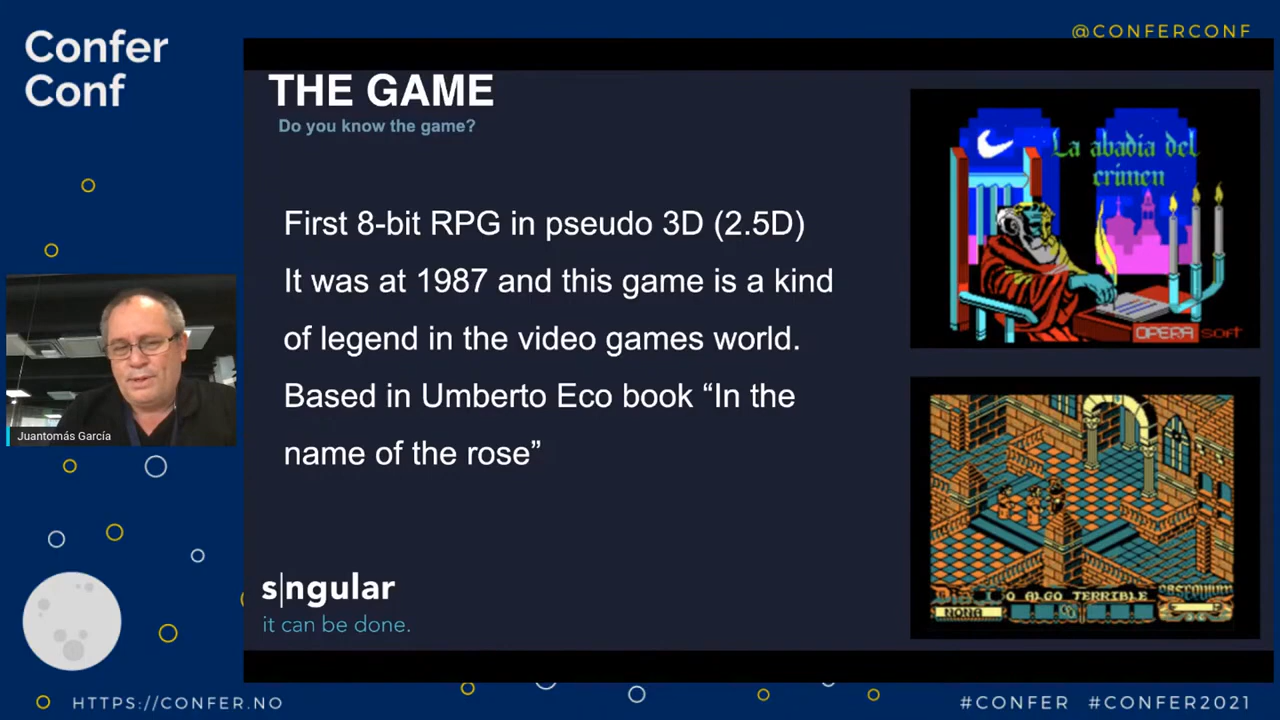 Confer
Conf
@CONFERCONF
THE GAME
Do you know the game?
First 8-bit RPG in pseudo 3D (2.5D)
It was at 1987 and this game is a kind
of legend in the video games world.
Based in Umberto Eco book “In the
name of the rose”
La abadia del
crimen
OPERA soft
O ALGO TERRIBLE
OBSEQUIUM
NONA
Juantomás García
s|ngular
it can be done.
HTTPS://CONFER.NO
#CONFER #CONFER2021